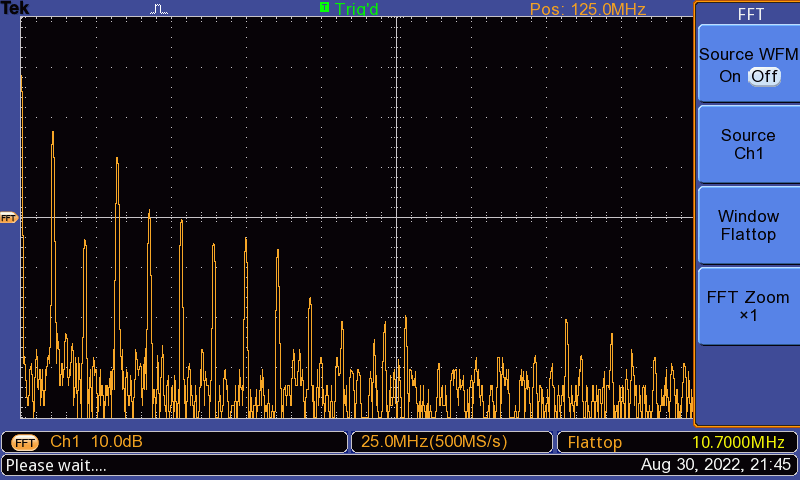 Tek T Trig'd Pos: 125.0MHz FFT
Source WFM
On Off
Source
Ch1
FFT
Window
Flattop
FFT Zoom
×1
FFT Ch1 10.0dB 25.0MHz(500MS/s) Flattop 10.7000MHz
Please wait.... Aug 30, 2022, 21:45